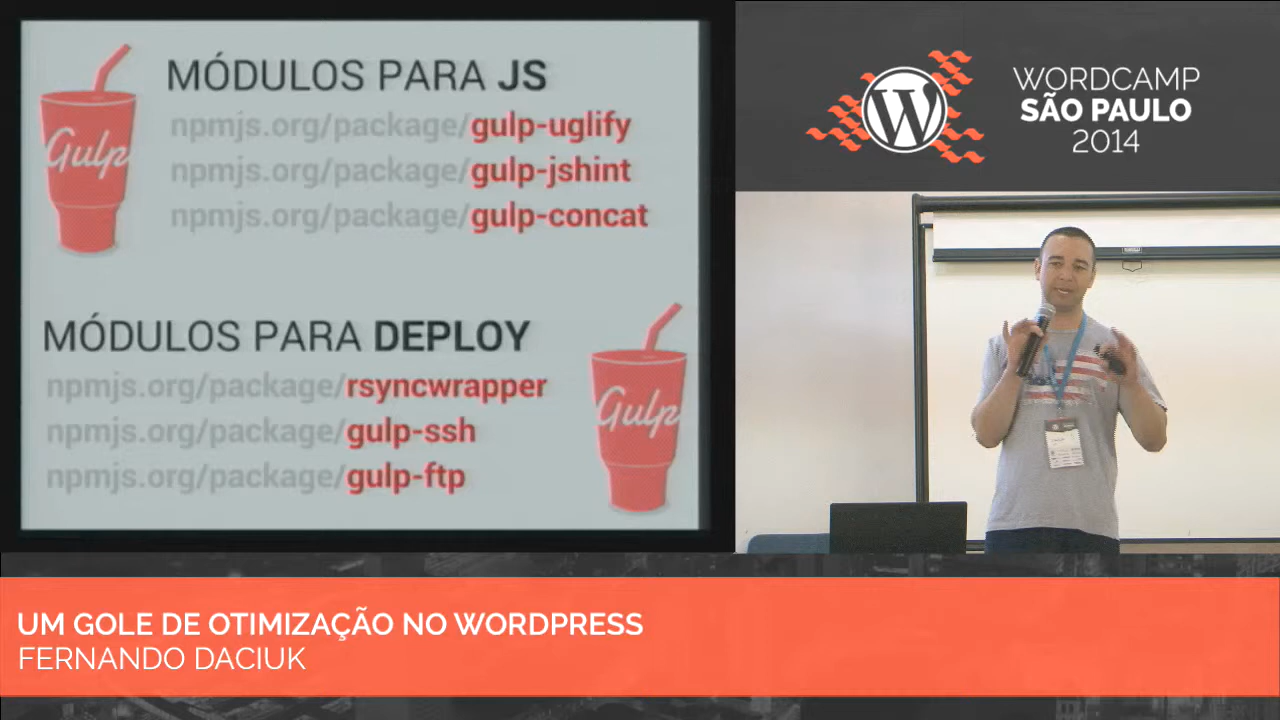 MÓDULOS PARA JS
npmjs.org/package/gulp-uglify
npmjs.org/package/gulp-jshint
npmjs.org/package/gulp-concat
Gulp
MÓDULOS PARA DEPLOY
npmjs.org/package/rsyncwrapper
npmjs.org/package/gulp-ssh
npmjs.org/package/gulp-ftp
Gulp
WORDCAMP
SÃO PAULO
2014
UM GOLE DE OTIMIZAÇÃO NO WORDPRESS
FERNANDO DACIUK